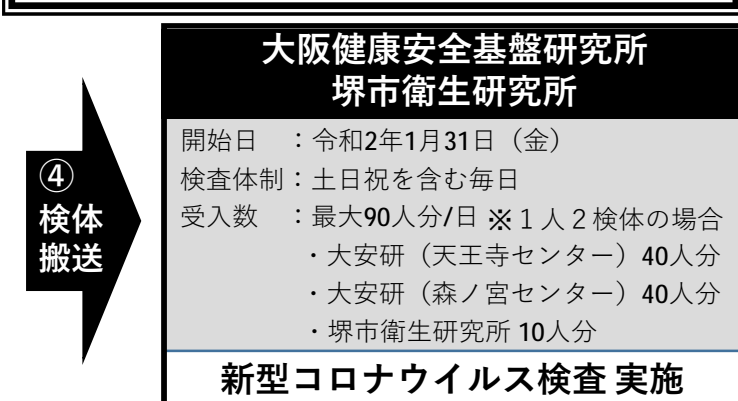 大阪健康安全基盤研究所
堺市衛生研究所
④
検体
搬送
開始日　：令和2年1月31日（金）
検査体制：土日祝を含む毎日
受入数　：最大90人分/日 ※１人２検体の場合
・大安研（天王寺センター）40人分
・大安研（森ノ宮センター）40人分
・堺市衛生研究所 10人分
新型コロナウイルス検査 実施